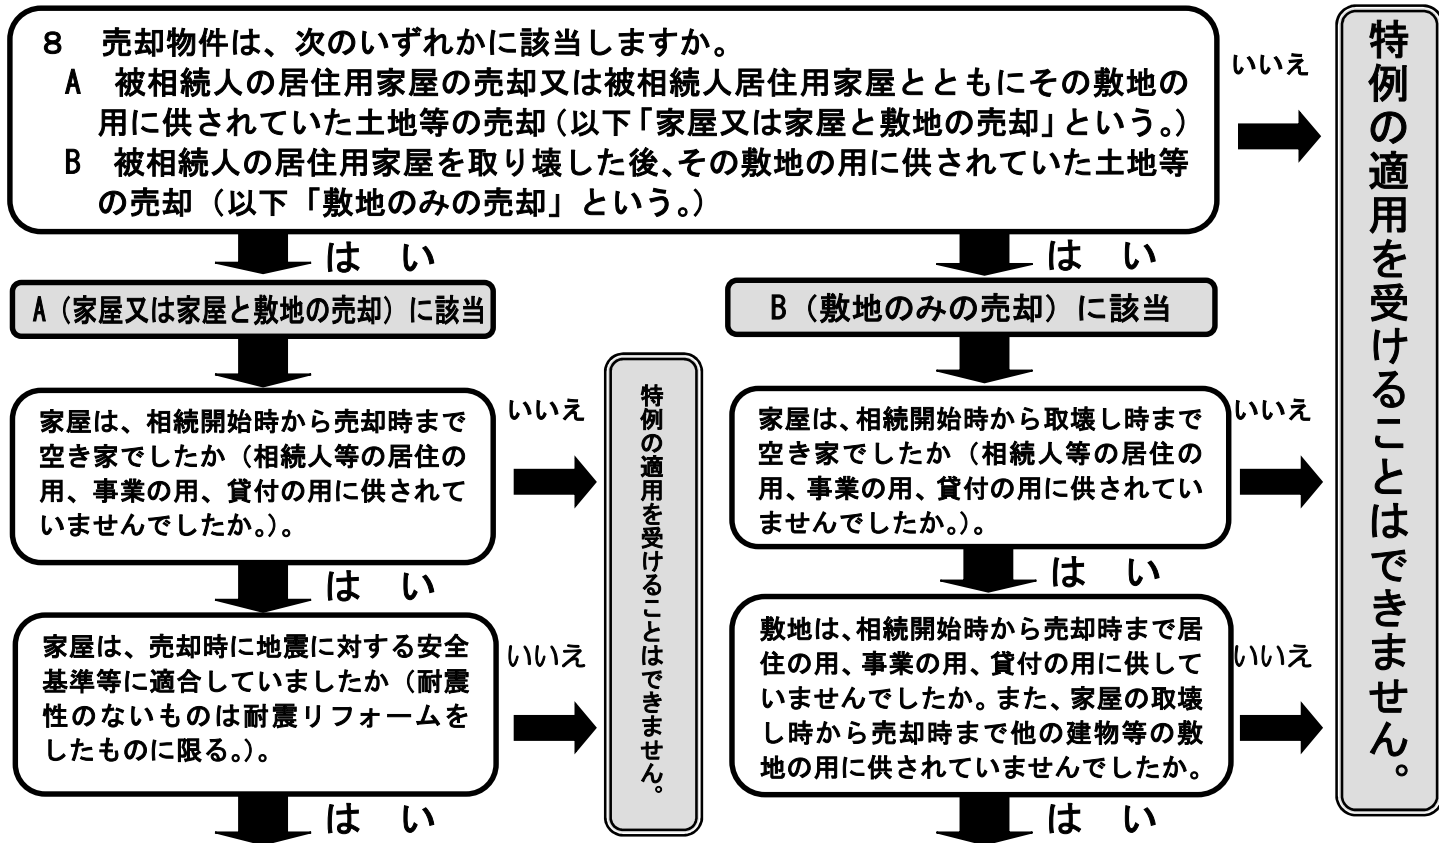 ８　売却物件は、次のいずれかに該当しますか。
Ａ　被相続人の居住用家屋の売却又は被相続人居住用家屋とともにその敷地の
用に供されていた土地等の売却（以下「家屋又は家屋と敷地の売却」という。）
Ｂ　被相続人の居住用家屋を取り壊した後、その敷地の用に供されていた土地等
の売却（以下「敷地のみの売却」という。）
いいえ
特例の適用を受けることはできません。
は　い
は　い
Ａ（家屋又は家屋と敷地の売却）に該当
Ｂ（敷地のみの売却）に該当
家屋は、相続開始時から売却時まで
空き家でしたか（相続人等の居住の
用、事業の用、貸付の用に供されて
いませんでしたか。）。
いいえ
特例の適用を受けることはできません。
家屋は、相続開始時から取壊し時まで
空き家でしたか（相続人等の居住の
用、事業の用、貸付の用に供されてい
ませんでしたか。）。
いいえ
は　い
は　い
家屋は、売却時に地震に対する安全
基準等に適合していましたか（耐震
性のないものは耐震リフォームを
したものに限る。）。
いいえ
敷地は、相続開始時から売却時まで居
住の用、事業の用、貸付の用に供して
いませんでしたか。また、家屋の取壊
し時から売却時まで他の建物等の敷
地の用に供されていませんでしたか。
いいえ
は　い
は　い